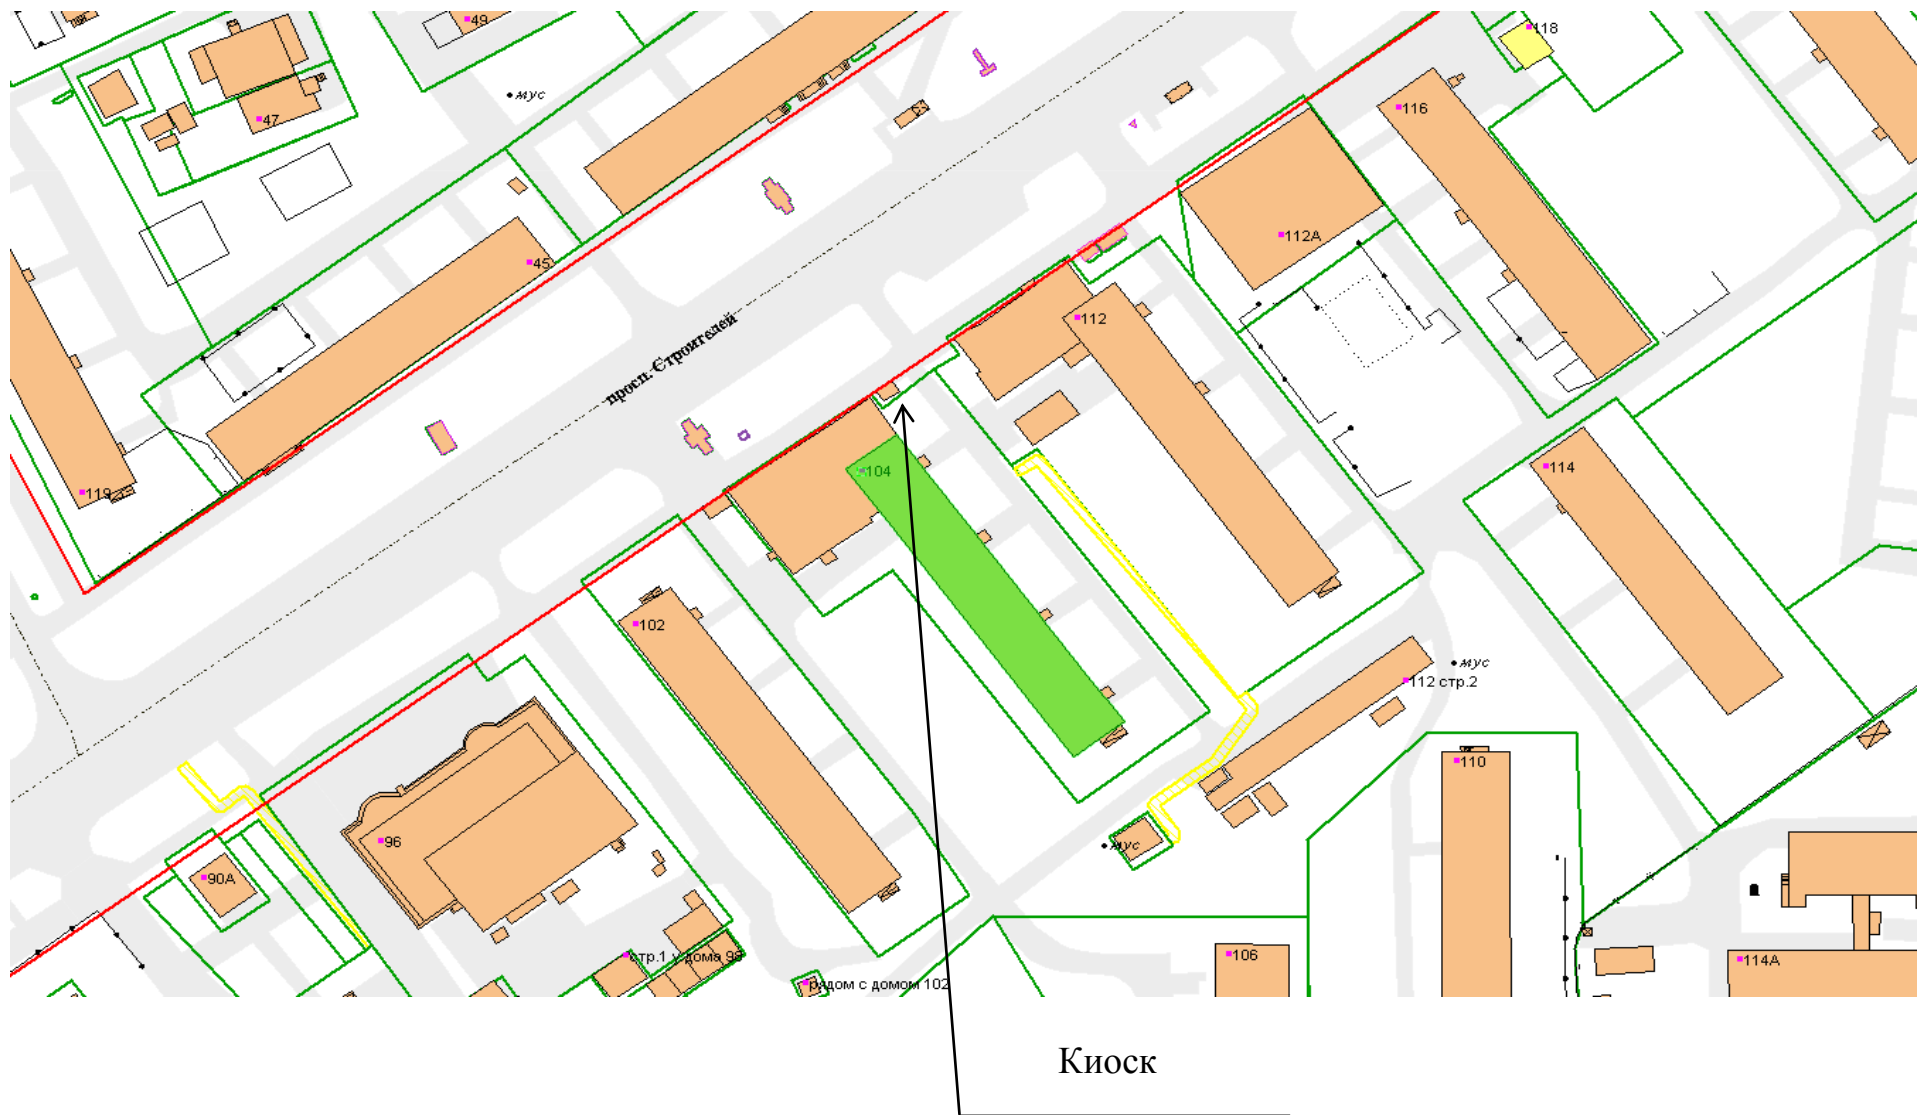 49
118
мус
47
116
112А
45
112
просп. Строителей
104
114
119
102
мус
112 стр.2
110
96
мус
90А
стр.1 у дома 98
106
114А
рядом с домом 102
Киоск